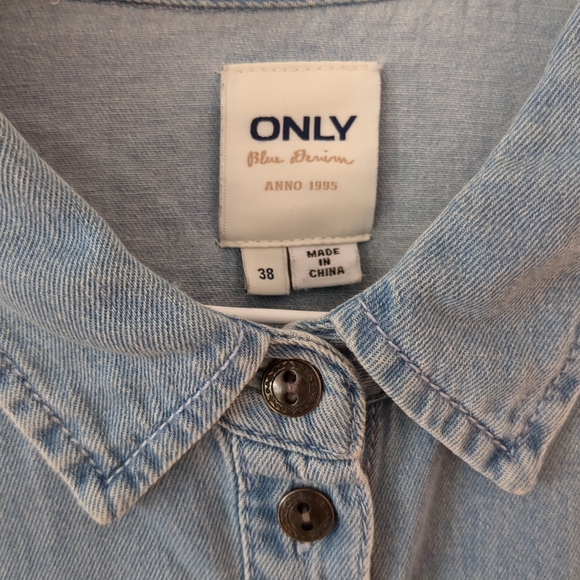 ONLY
Blue Denim
ANNO 1995
38
MADE
IN
CHINA